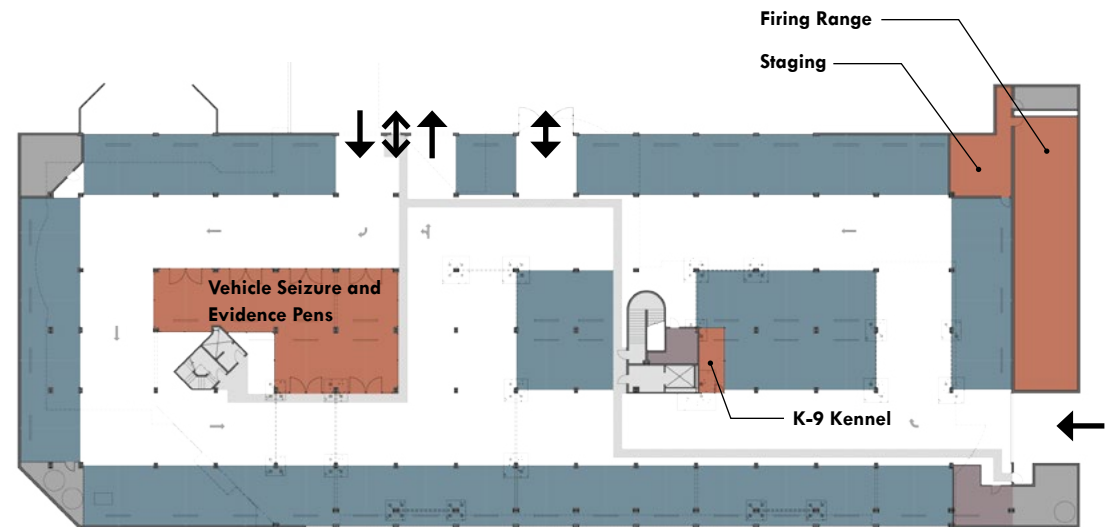 Firing Range
Staging
Vehicle Seizure and
Evidence Pens
K-9 Kennel